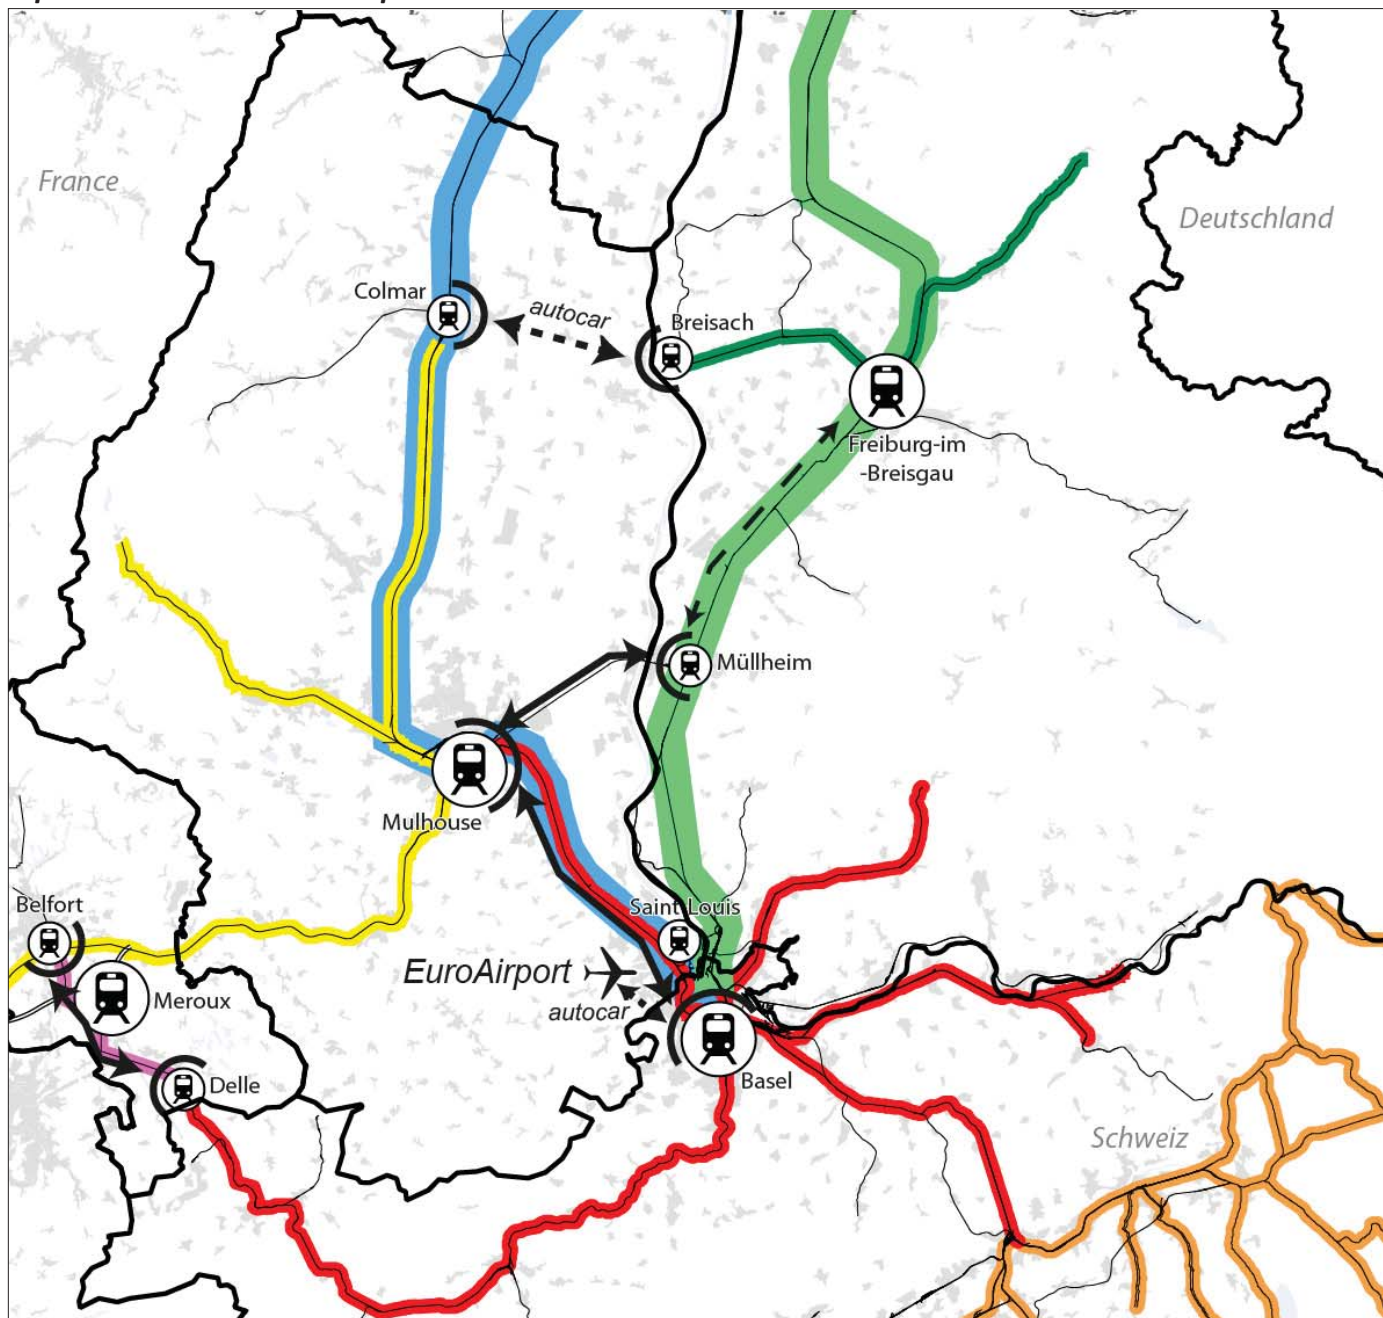 France
Deutschland
Colmar
autocar
Breisach
Freiburg-im
-Breisgau
Müllheim
Mulhouse
Belfort
Saint-Louis
EuroAirport
Meroux
autocar
Delle
Basel
Schweiz